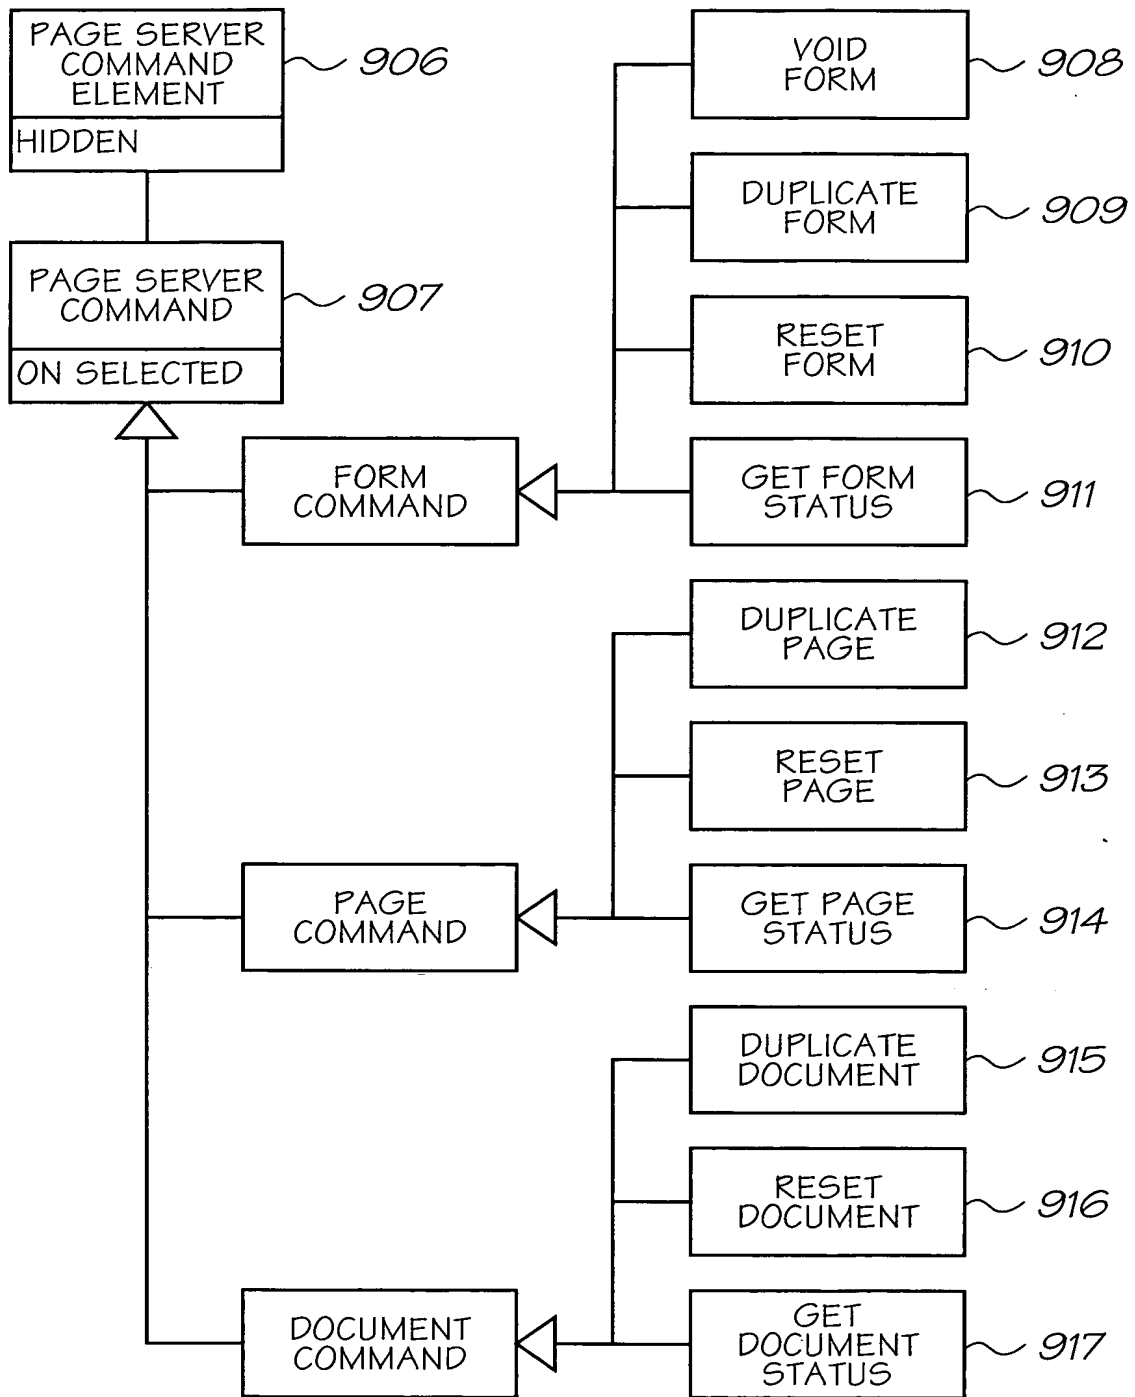 PAGE SERVER
COMMAND
ELEMENT
906
HIDDEN
PAGE SERVER
COMMAND
907
ON SELECTED
FORM
COMMAND
VOID
FORM
908
DUPLICATE
FORM
909
RESET
FORM
910
GET FORM
STATUS
911
PAGE
COMMAND
DUPLICATE
PAGE
912
RESET
PAGE
913
GET PAGE
STATUS
914
DOCUMENT
COMMAND
DUPLICATE
DOCUMENT
915
RESET
DOCUMENT
916
GET
DOCUMENT
STATUS
917